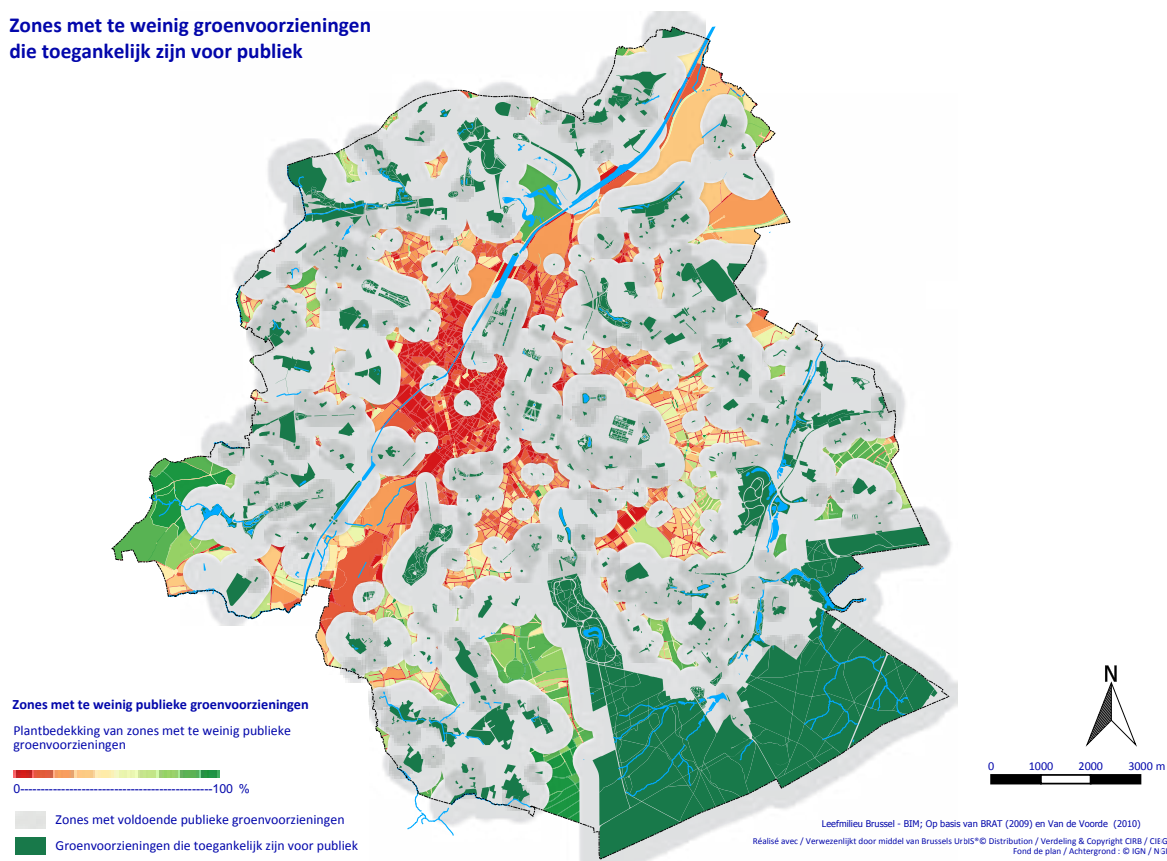 Zones met te weinig groenvoorzieningen
die toegankelijk zijn voor publiek
Zones met te weinig publieke groenvoorzieningen
Plantbedekking van zones met te weinig publieke
groenvoorzieningen
0------------------------------------100 %
Zones met voldoende publieke groenvoorzieningen
Groenvoorzieningen die toegankelijk zijn voor publiek
N
0 1000 2000 3000 m
Leefmilieu Brussel - BIM; Op basis van BRAT (2009) en Van de Voorde (2010)
Réalisé avec / Verwezenlijkt door middel van Brussels UrbIS®© Distribution / Verdeling & Copyright CIRB / CIBG
Fond de plan / Achtergrond : © IGN / NGI